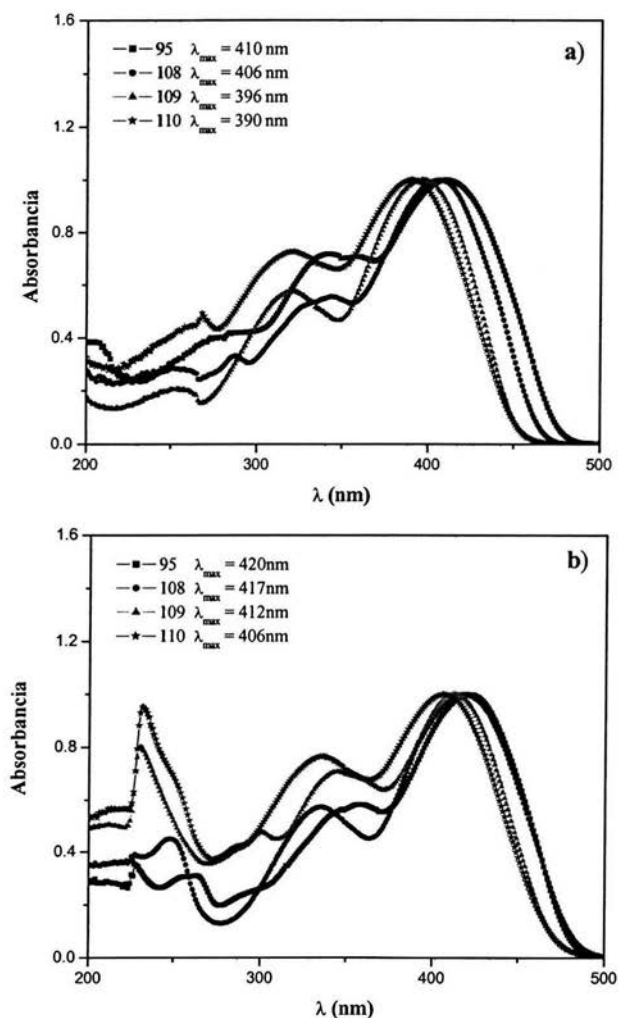 1.6
1.2
0.8
0.4
0.0
Absorbancia
95 λmax = 410 nm
108 λmax = 406 nm
109 λmax = 396 nm
110 λmax = 390 nm
a)
200 300 400 500
λ (nm)
1.6
1.2
0.8
0.4
0.0
Absorbancia
95 λmax = 420nm
108 λmax = 417nm
109 λmax = 412nm
110 λmax = 406nm
b)
200 300 400 500
λ (nm)